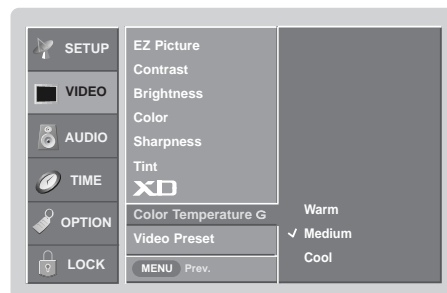 SETUP
VIDEO
AUDIO
TIME
OPTION
LOCK
EZ Picture
Contrast
Brightness
Color
Sharpness
Tint
XD
Color Temperature G
Video Preset
MENU Prev.
Warm
✓ Medium
Cool